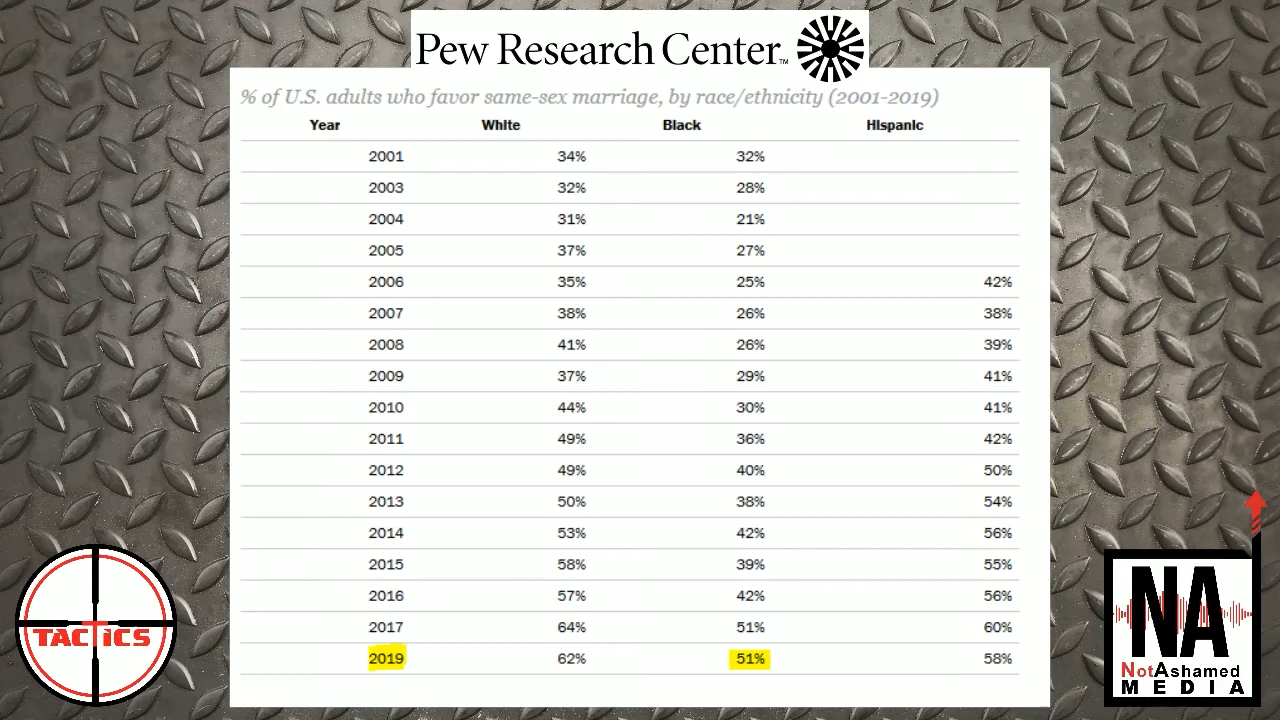 Pew Research Center™
% of U.S. adults who favor same-sex marriage, by race/ethnicity (2001-2019)
Year White Black Hispanic
2001 34% 32%
2003 32% 28%
2004 31% 21%
2005 37% 27%
2006 35% 25% 42%
2007 38% 26% 38%
2008 41% 26% 39%
2009 37% 29% 41%
2010 44% 30% 41%
2011 49% 36% 42%
2012 49% 40% 50%
2013 50% 38% 54%
2014 53% 42% 56%
2015 58% 39% 55%
2016 57% 42% 56%
2017 64% 51% 60%
2019 62% 51% 58%
TACTICS
NA
NotAshamed
MEDIA